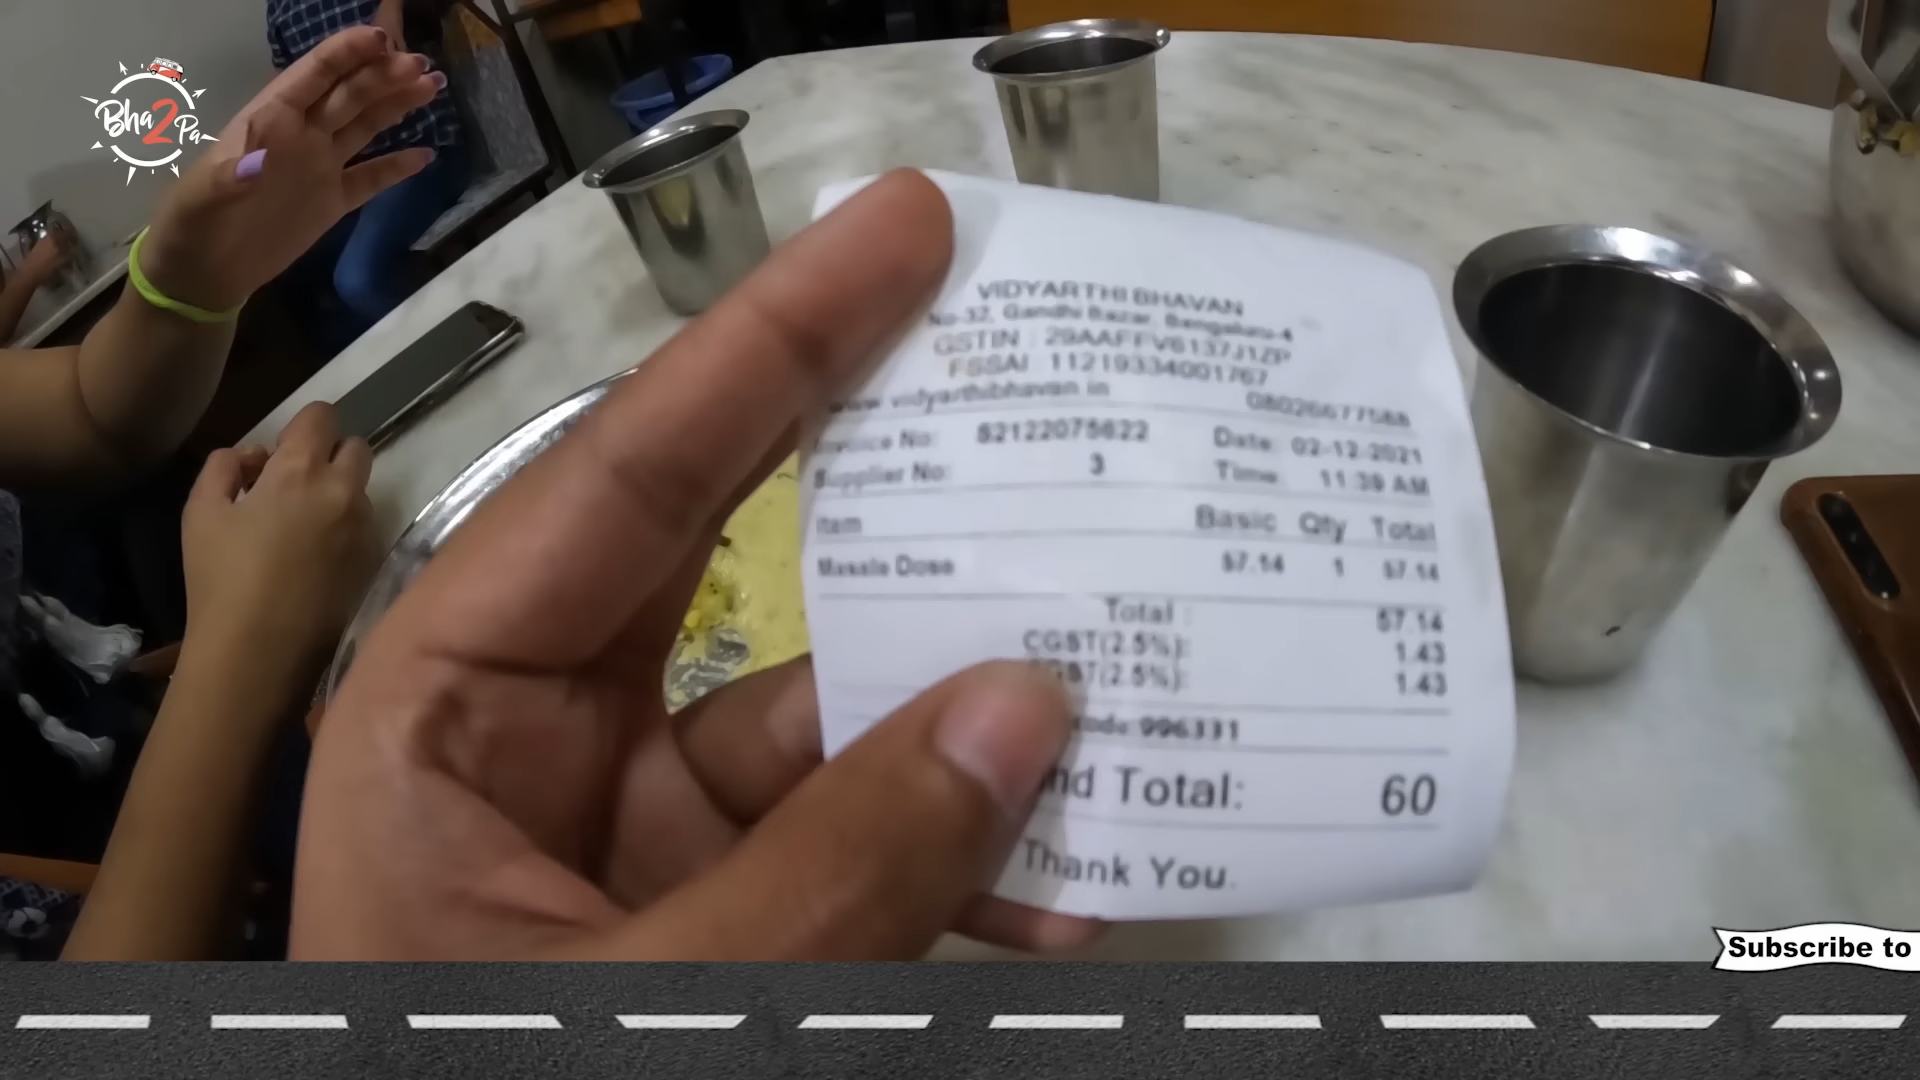 Bha2Pa
VIDYARTHI BHAVAN
No-32, Gandhi Bazar, Bengaluru-4
GSTIN : 29AAFFV6137J1ZP
FSSAI 11219334001767
www.vidyarthibhavan.in 08026677588
Invoice No: 82122075622 Date: 02-12-2021
Supplier No: 3 Time 11:39 AM
Item Basic Qty Total
Masala Dose 57.14 1 57.14
Total : 57.14
CGST(2.5%): 1.43
(2.5%): 1.43
996331
Total: 60
Thank You.
Subscribe to